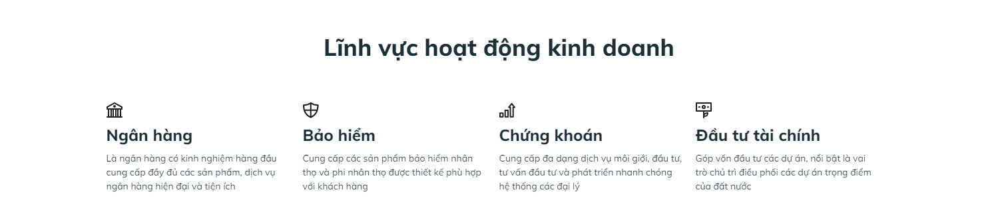 Lĩnh vực hoạt động kinh doanh
Ngân hàng
Là ngân hàng có kinh nghiệm hàng đầu
cung cấp đầy đủ các sản phẩm, dịch vụ
ngân hàng hiện đại và tiện ích
Bảo hiểm
Cung cấp các sản phẩm bảo hiểm nhân
thọ và phi nhân thọ được thiết kế phù hợp
với khách hàng
Chứng khoán
Cung cấp đa dạng dịch vụ môi giới, đầu tư,
tư vấn đầu tư và phát triển nhanh chóng
hệ thống các đại lý
Đầu tư tài chính
Góp vốn đầu tư các dự án, nổi bật là vai
trò chủ trì điều phối các dự án trọng điểm
của đất nước